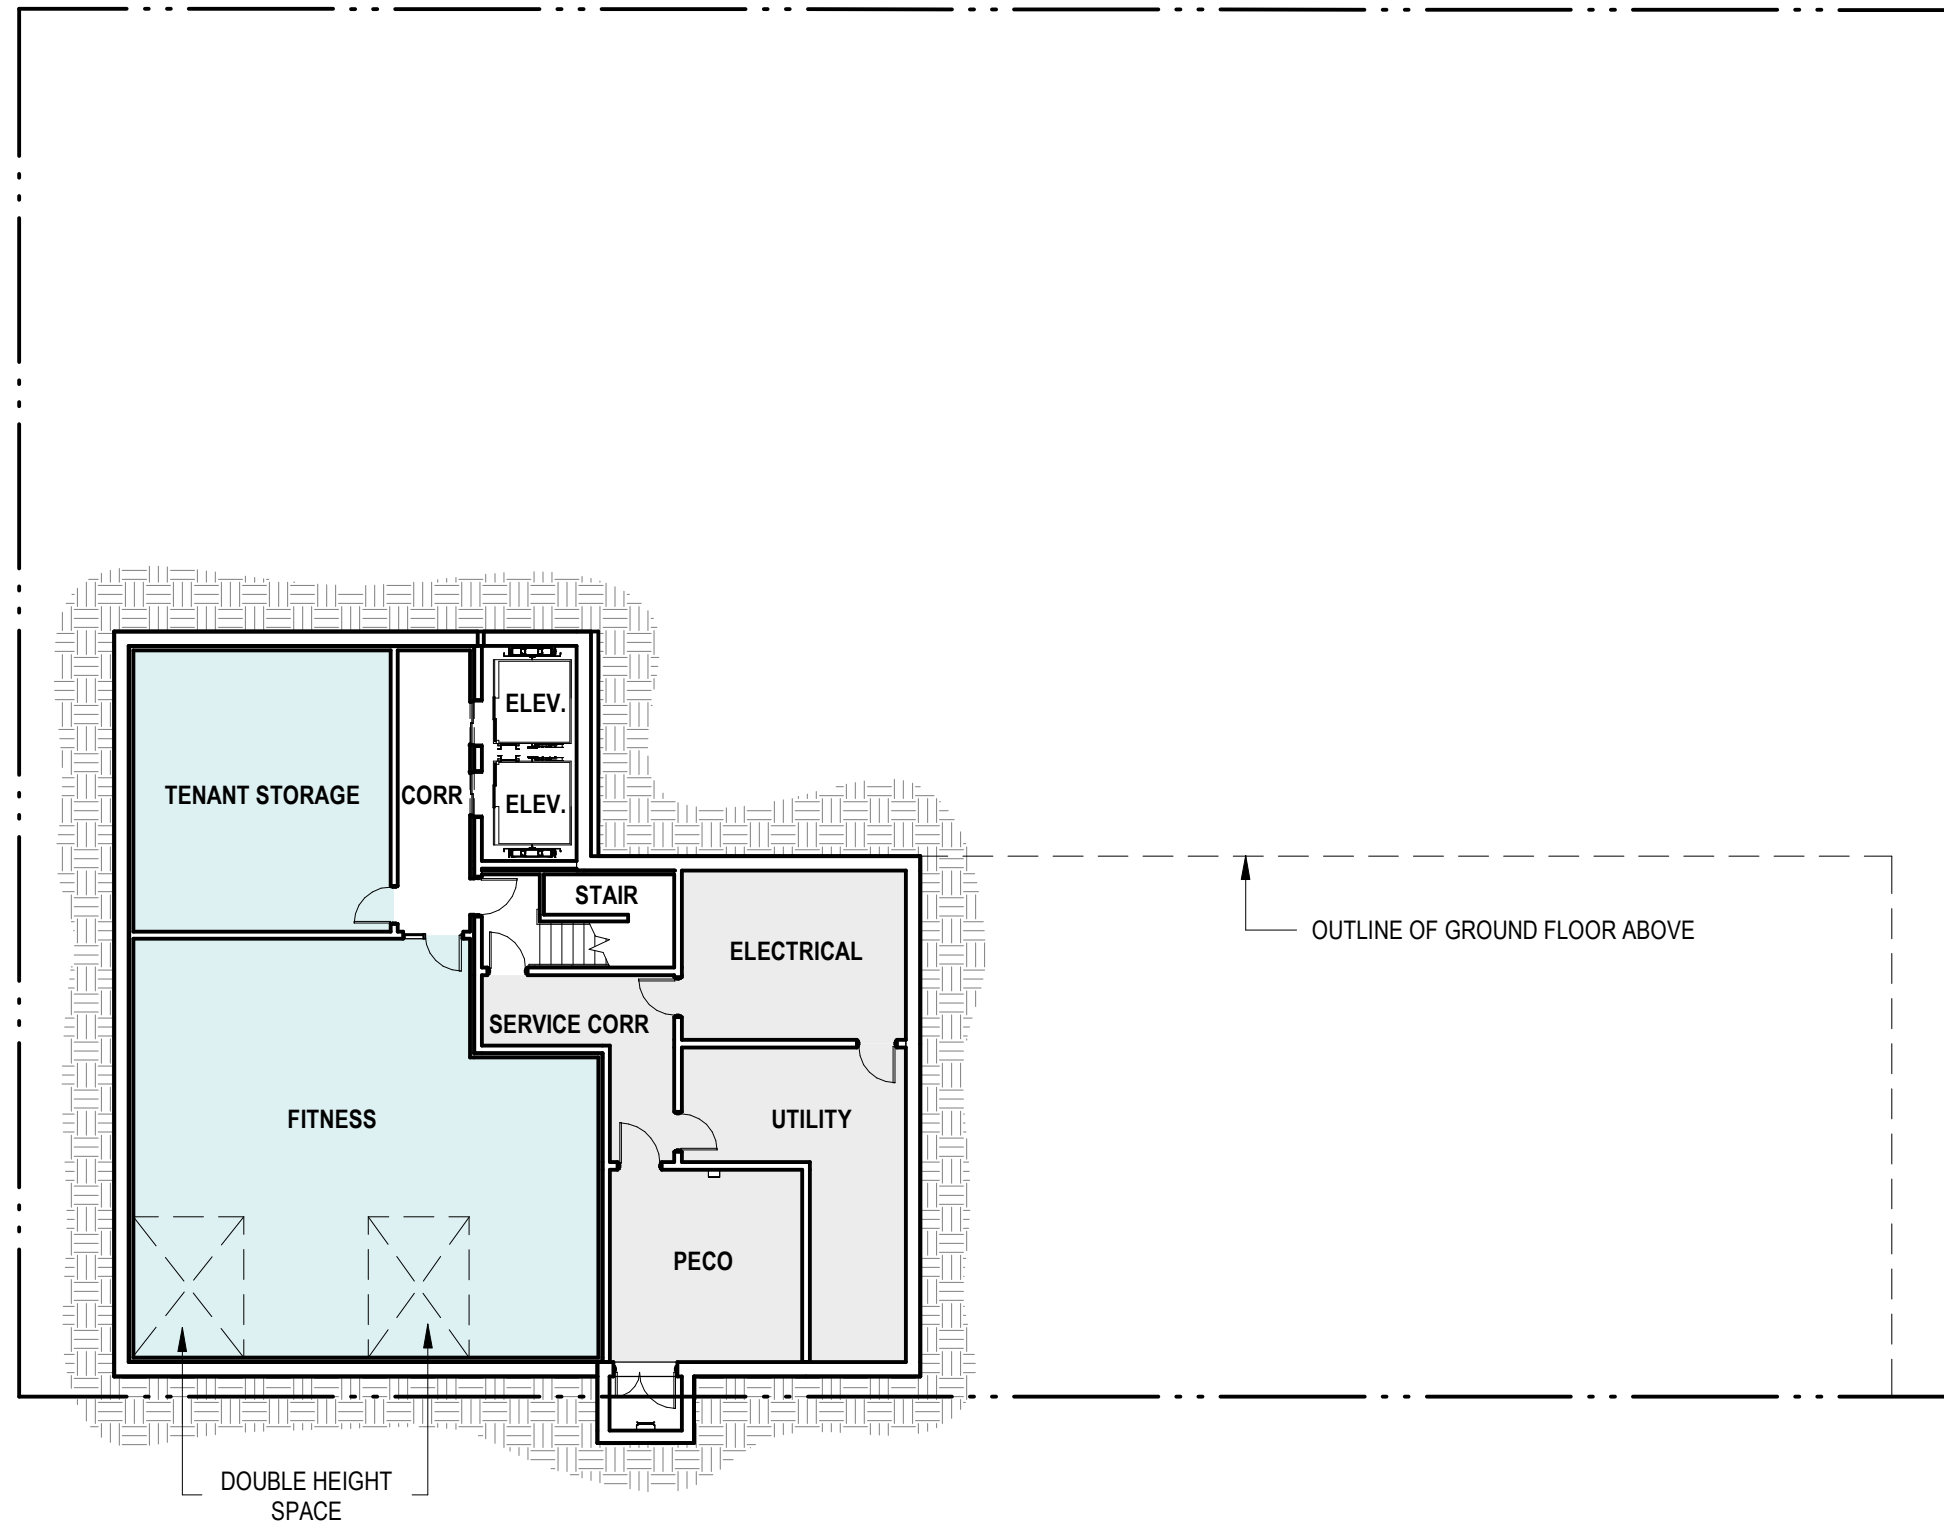 ELEV.
TENANT STORAGE
CORR
ELEV.
STAIR
OUTLINE OF GROUND FLOOR ABOVE
ELECTRICAL
SERVICE CORR
FITNESS
UTILITY
PECO
DOUBLE HEIGHT
SPACE